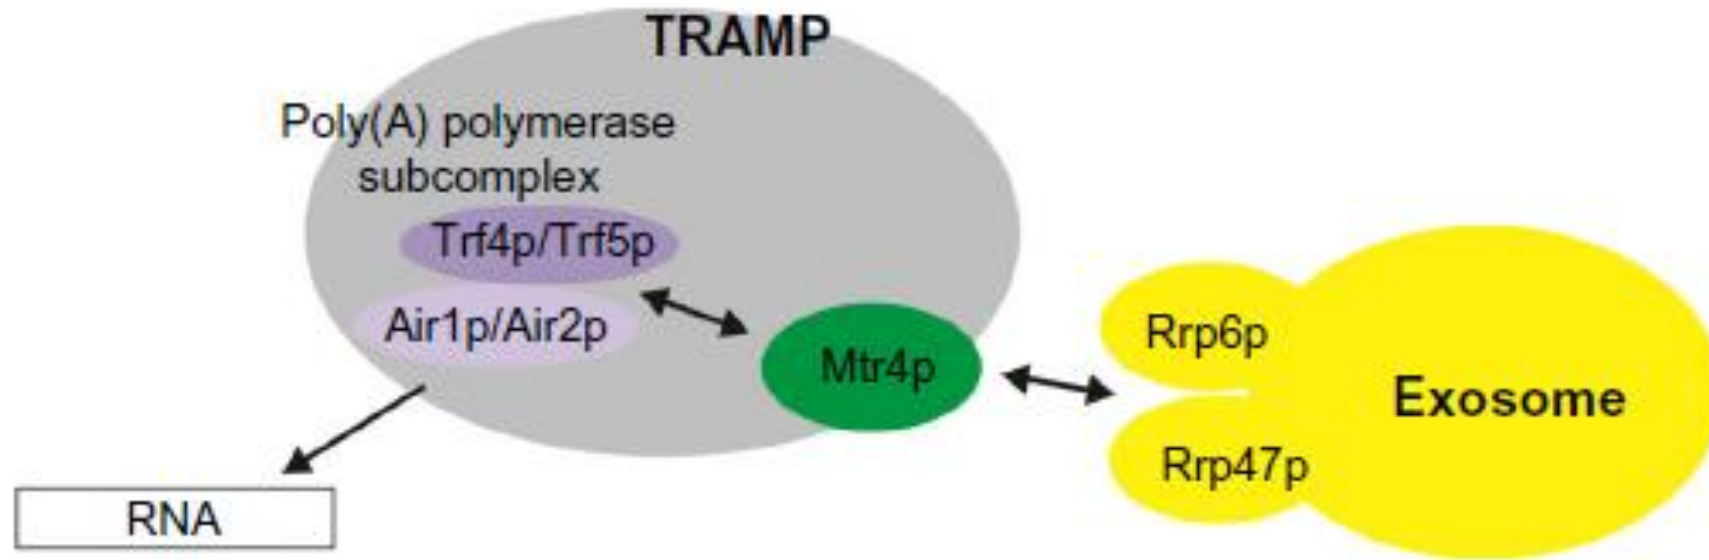 TRAMP
Poly(A) polymerase
subcomplex
Trf4p/Trf5p
Air1p/Air2p
Mtr4p
Rrp6p
Exosome
Rrp47p
RNA